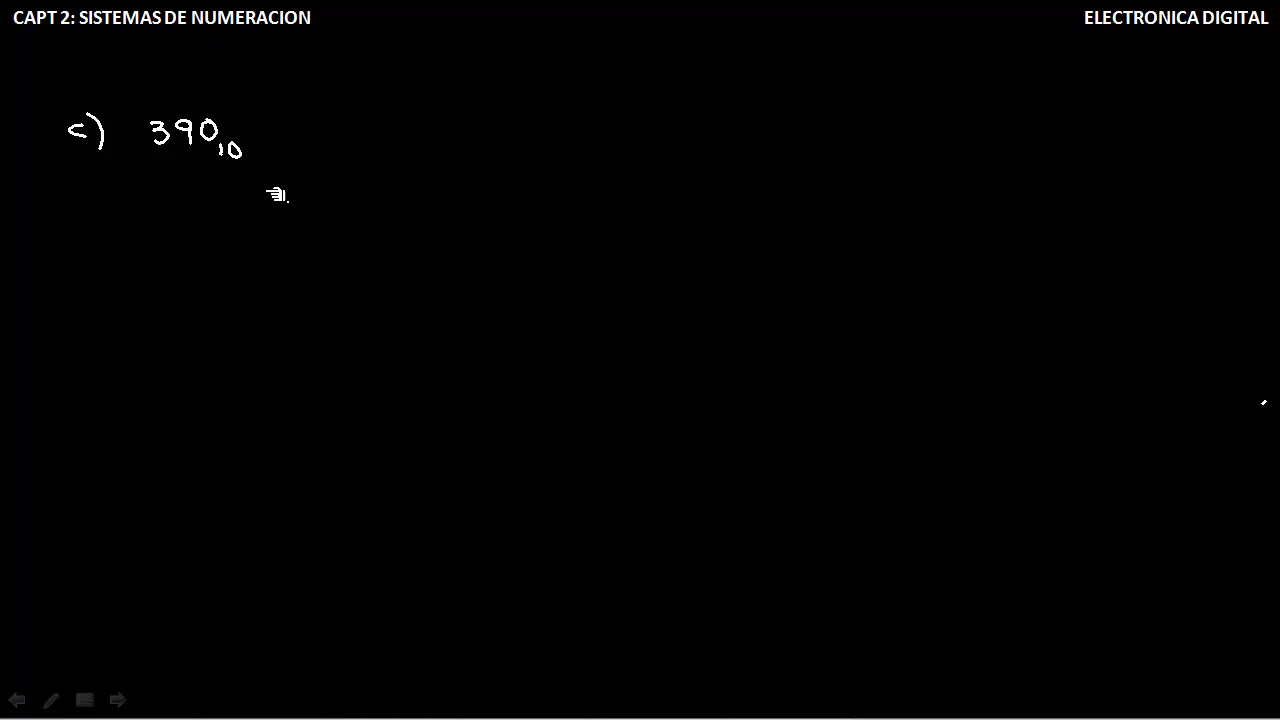 CAPT 2: SISTEMAS DE NUMERACION
ELECTRONICA DIGITAL
c) 390₁₀